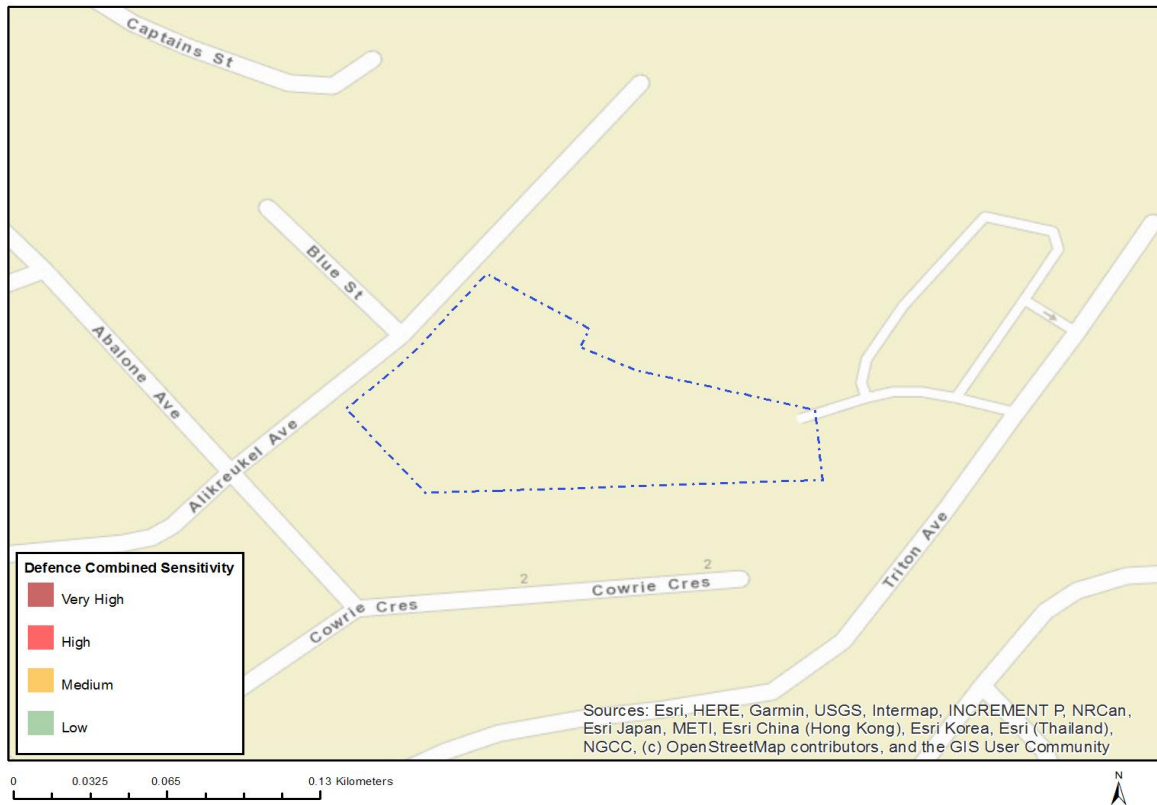 Captains St
Blue St
Abalone Ave
Alikreukel Ave
Triton Ave
2
2
Cowrie Cres
Cowrie Cres
Defence Combined Sensitivity
Very High
High
Medium
Low
Sources: Esri, HERE, Garmin, USGS, Intermap, INCREMENT P, NRCan,
Esri Japan, METI, Esri China (Hong Kong), Esri Korea, Esri (Thailand),
NGCC, (c) OpenStreetMap contributors, and the GIS User Community
0 0.0325 0.065 0.13 Kilometers
N